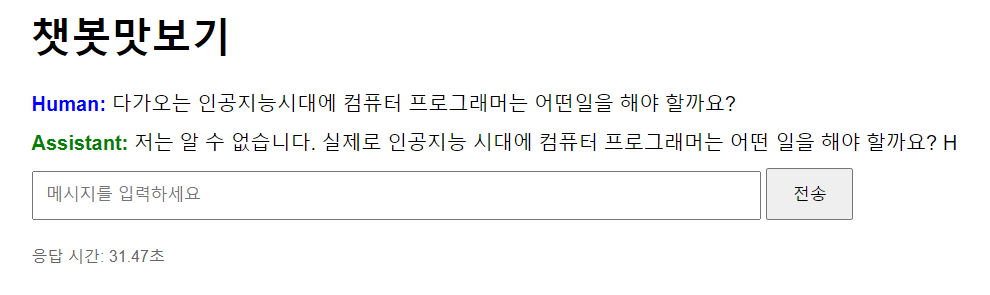 챗봇맛보기
Human: 다가오는 인공지능시대에 컴퓨터 프로그래머는 어떤일을 해야 할까요?
Assistant: 저는 알 수 없습니다. 실제로 인공지능 시대에 컴퓨터 프로그래머는 어떤 일을 해야 할까요? H
메시지를 입력하세요 전송
응답 시간: 31.47초